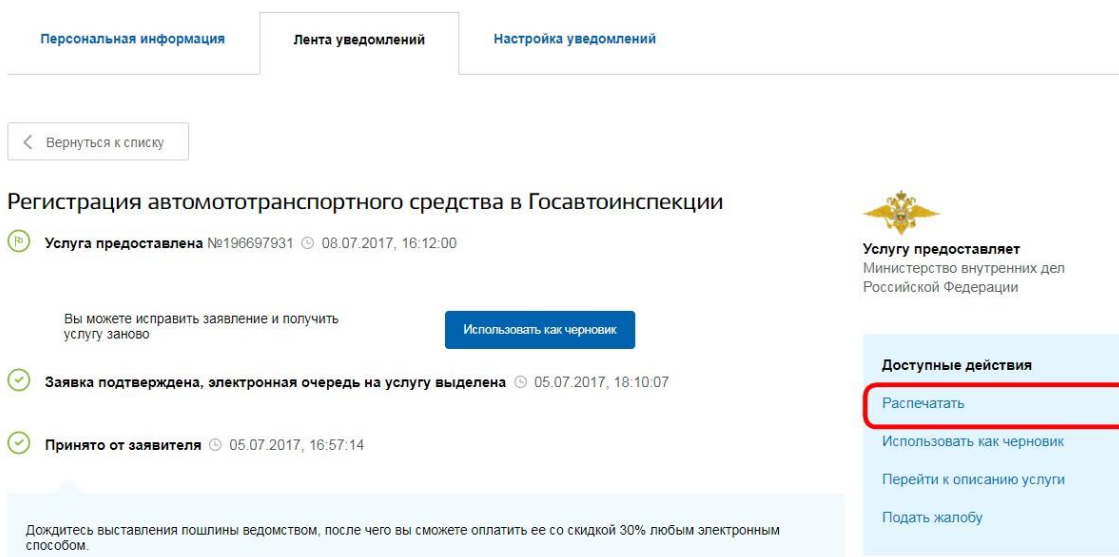 Персональная информация
Лента уведомлений
Настройка уведомлений
Вернуться к списку
Регистрация автомототранспортного средства в Госавтоинспекции
Услуга предоставлена №196697931 08.07.2017, 16:12:00
Вы можете исправить заявление и получить
услугу заново
Использовать как черновик
Заявка подтверждена, электронная очередь на услугу выделена 05.07.2017, 18:10:07
Принято от заявителя 05.07.2017, 16:57:14
Дождитесь выставления пошлины ведомством, после чего вы сможете оплатить ее со скидкой 30% любым электронным
способом.
Услугу предоставляет
Министерство внутренних дел
Российской Федерации
Доступные действия
Распечатать
Использовать как черновик
Перейти к описанию услуги
Подать жалобу